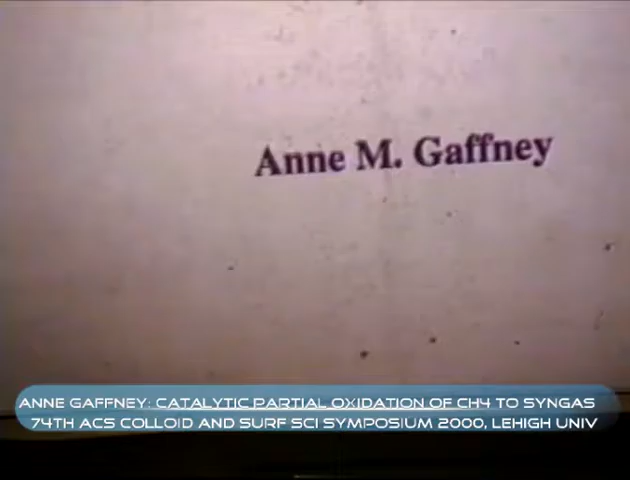 Anne M. Gaffney
ANNE GAFFNEY: CATALYTIC PARTIAL OXIDATION OF CH4 TO SYNGAS
74TH ACS COLLOID AND SURF SCI SYMPOSIUM 2000, LEHIGH UNIV